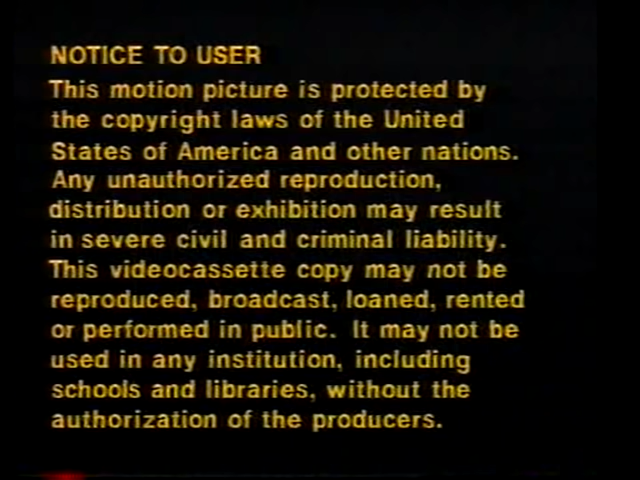 NOTICE TO USER
This motion picture is protected by
the copyright laws of the United
States of America and other nations.
Any unauthorized reproduction,
distribution or exhibition may result
in severe civil and criminal liability.
This videocassette copy may not be
reproduced, broadcast, loaned, rented
or performed in public. It may not be
used in any institution, including
schools and libraries, without the
authorization of the producers.